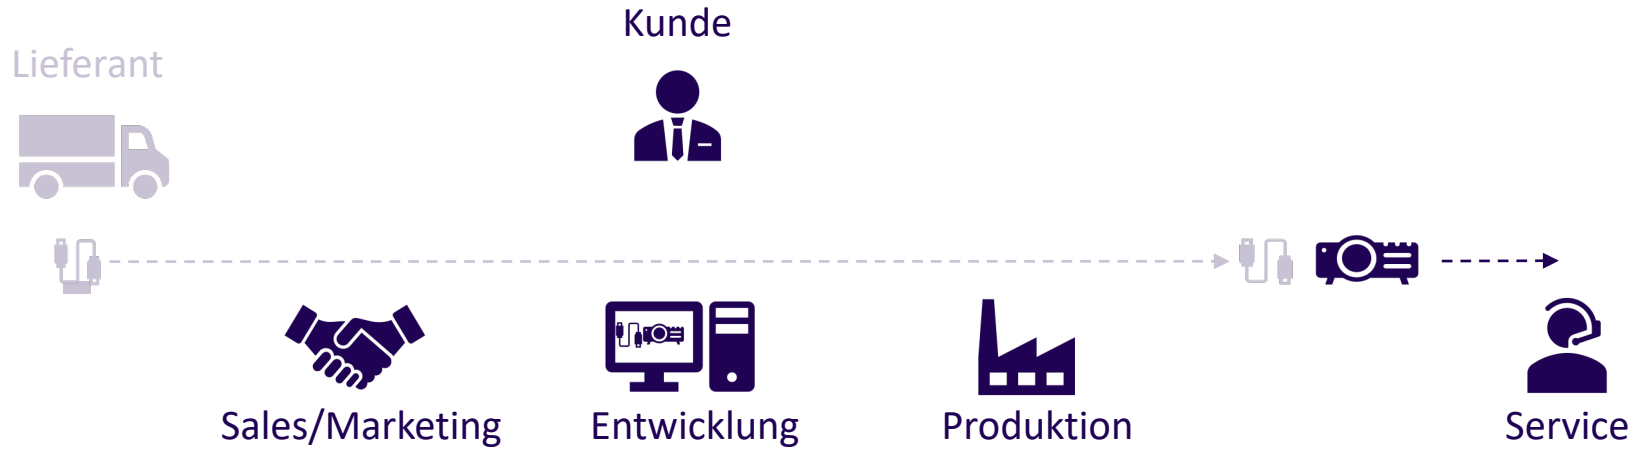 Kunde
Lieferant
Sales/Marketing
Entwicklung
Produktion
Service